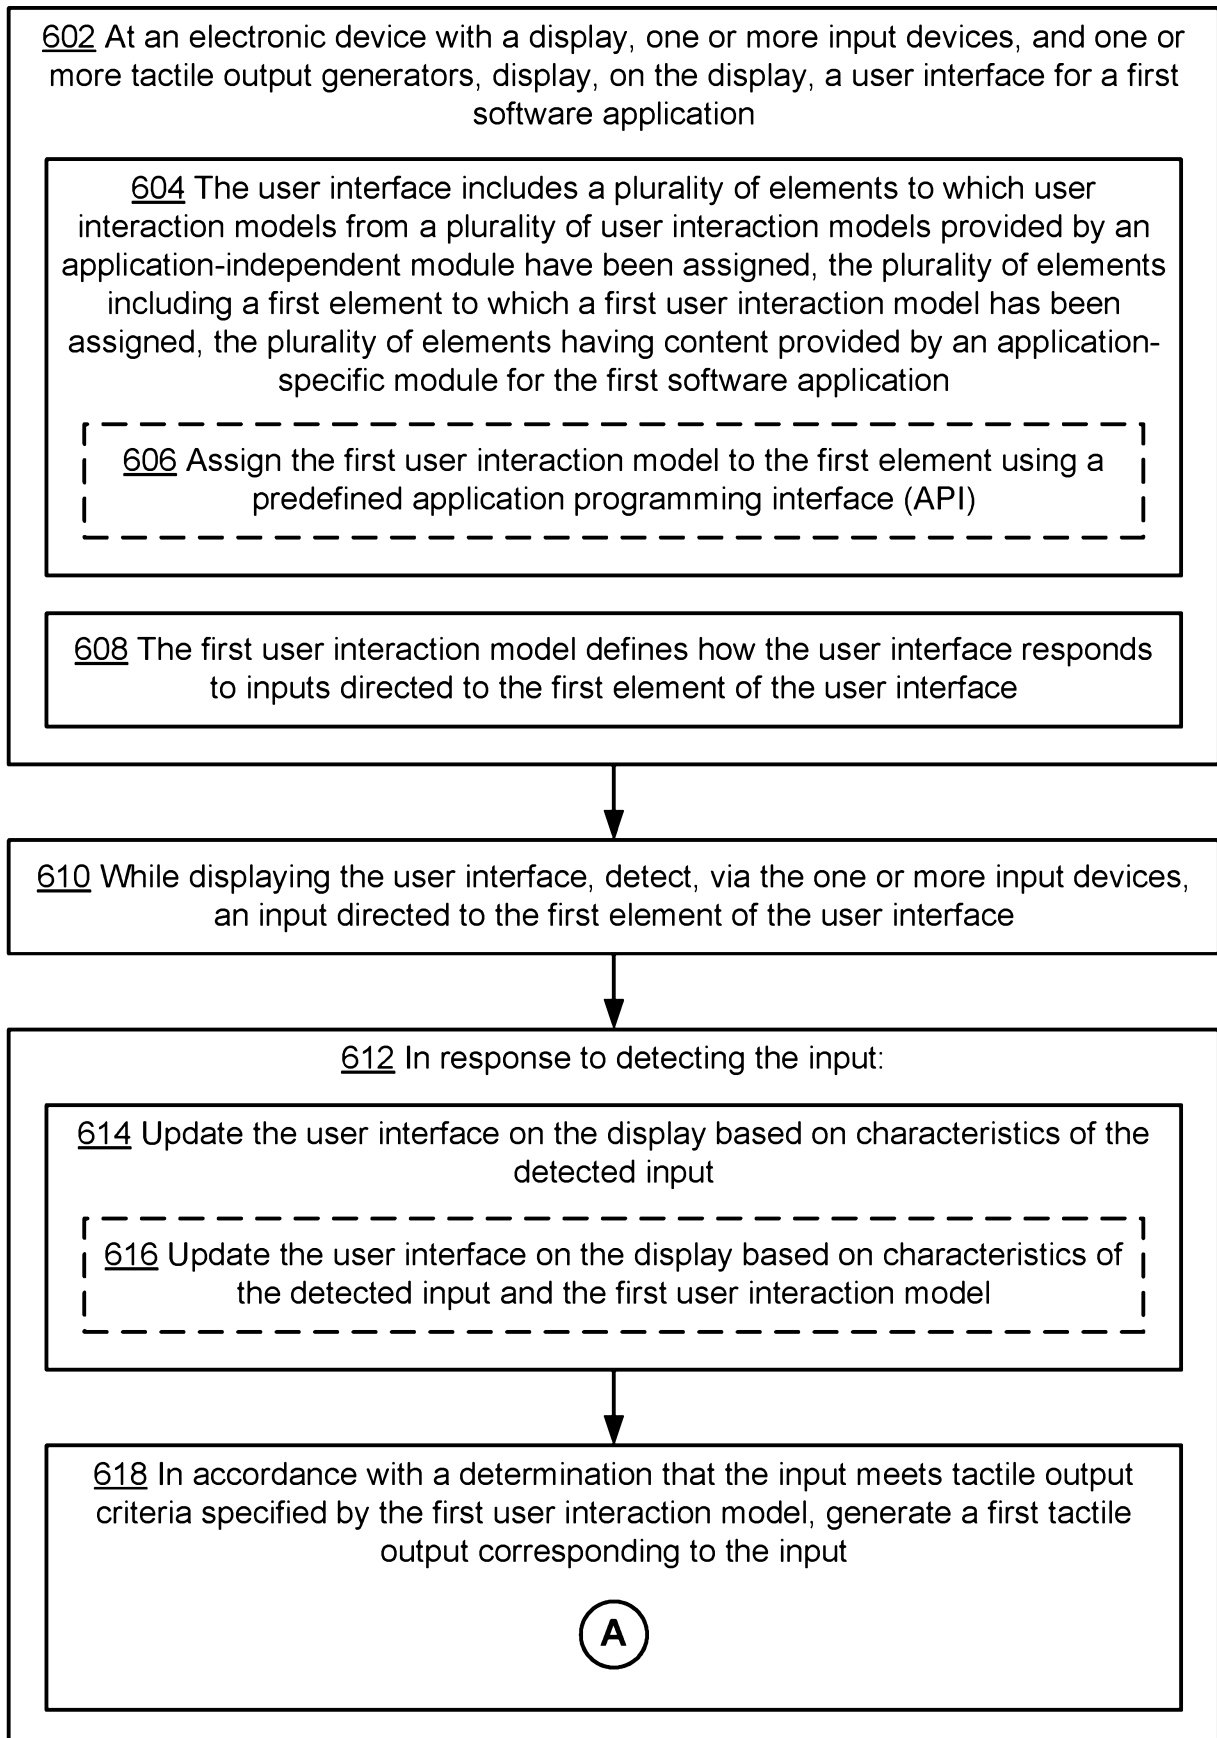 602 At an electronic device with a display, one or more input devices, and one or
more tactile output generators, display, on the display, a user interface for a first
software application
604 The user interface includes a plurality of elements to which user
interaction models from a plurality of user interaction models provided by an
application-independent module have been assigned, the plurality of elements
including a first element to which a first user interaction model has been
assigned, the plurality of elements having content provided by an application-
specific module for the first software application
606 Assign the first user interaction model to the first element using a
predefined application programming interface (API)
608 The first user interaction model defines how the user interface responds
to inputs directed to the first element of the user interface
610 While displaying the user interface, detect, via the one or more input devices,
an input directed to the first element of the user interface
612 In response to detecting the input:
614 Update the user interface on the display based on characteristics of the
detected input
616 Update the user interface on the display based on characteristics of
the detected input and the first user interaction model
618 In accordance with a determination that the input meets tactile output
criteria specified by the first user interaction model, generate a first tactile
output corresponding to the input
A